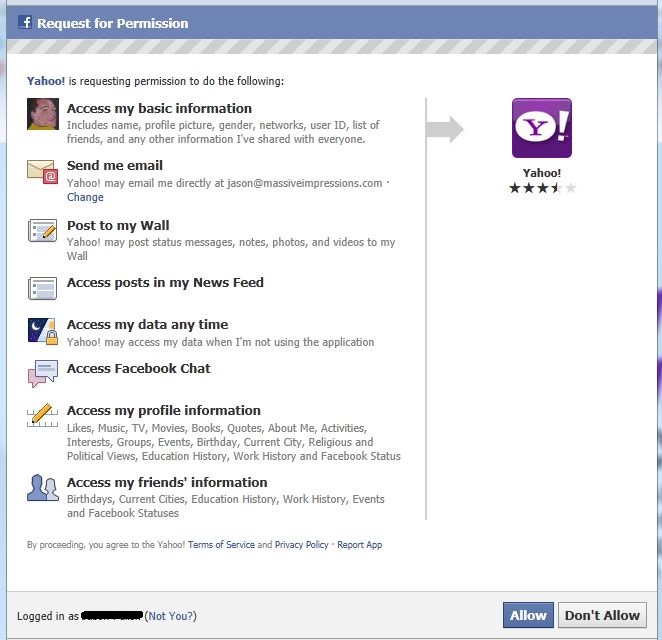 f Request for Permission
Yahoo! is requesting permission to do the following:
Access my basic information
Includes name, profile picture, gender, networks, user ID, list of
friends, and any other information I've shared with everyone.
Send me email
Yahoo! may email me directly at jason@massiveimpressions.com ·
Change
Post to my Wall
Yahoo! may post status messages, notes, photos, and videos to my
Wall
Access posts in my News Feed
Access my data any time
Yahoo! may access my data when I'm not using the application
Access Facebook Chat
Access my profile information
Likes, Music, TV, Movies, Books, Quotes, About Me, Activities,
Interests, Groups, Events, Birthday, Current City, Religious and
Political Views, Education History, Work History and Facebook Status
Access my friends' information
Birthdays, Current Cities, Education History, Work History, Events
and Facebook Statuses
Y!
Yahoo!
By proceeding, you agree to the Yahoo! Terms of Service and Privacy Policy · Report App
Logged in as (Not You?)
Allow
Don't Allow